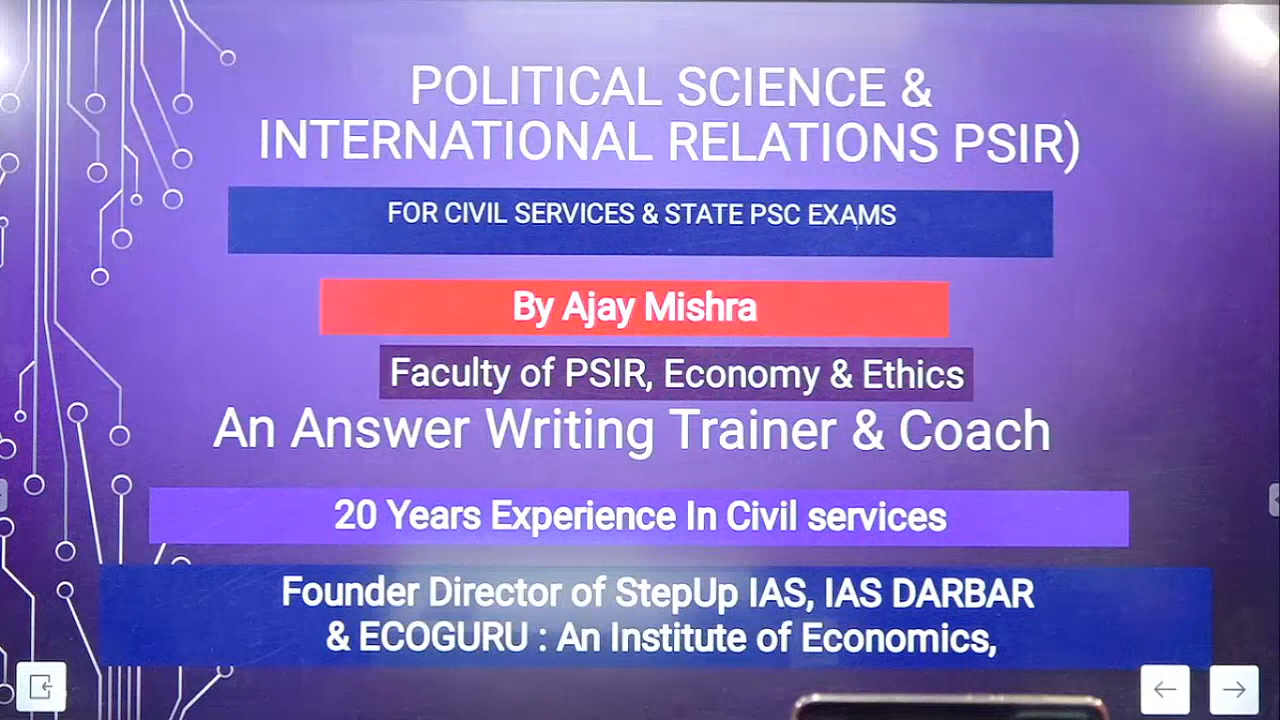 POLITICAL SCIENCE &
INTERNATIONAL RELATIONS PSIR)
FOR CIVIL SERVICES & STATE PSC EXAMS
By Ajay Mishra
Faculty of PSIR, Economy & Ethics
An Answer Writing Trainer & Coach
20 Years Experience In Civil services
Founder Director of StepUp IAS, IAS DARBAR
& ECOGURU : An Institute of Economics,